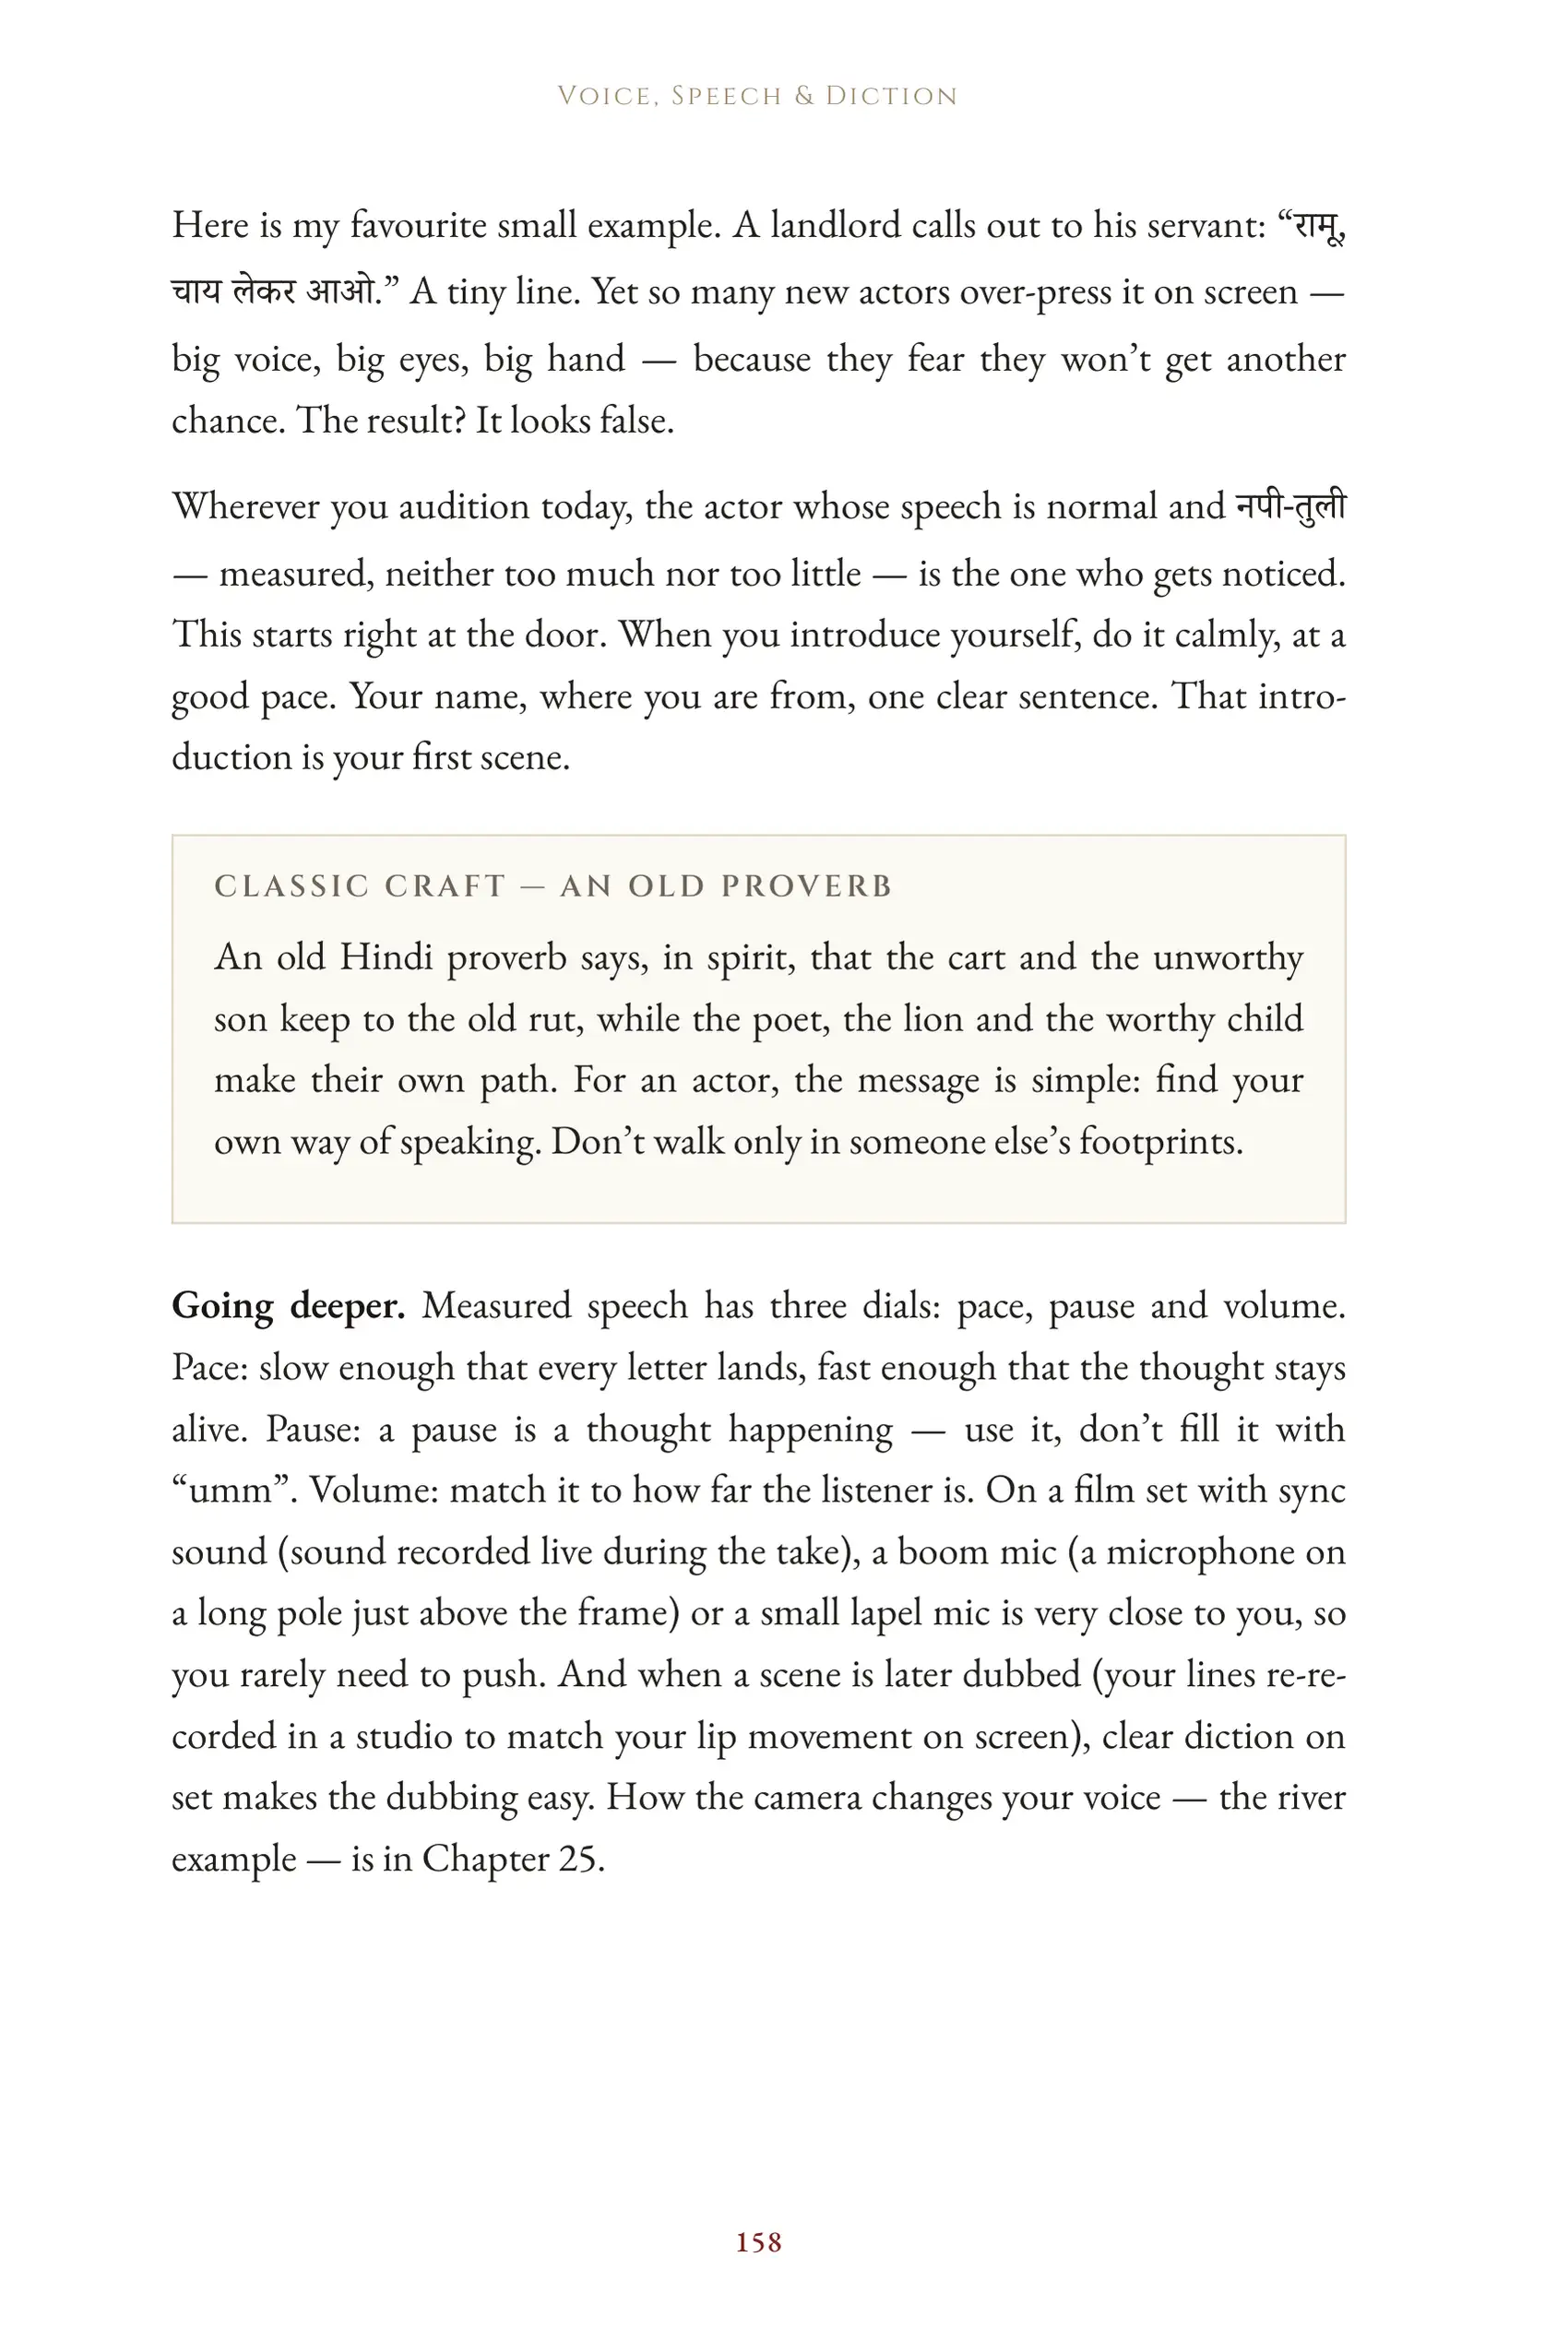 Voice, Speech & Diction
Here is my favourite small example. A landlord calls out to his servant: “रामू,
चाय लेकर आओ.” A tiny line. Yet so many new actors over-press it on screen —
big voice, big eyes, big hand — because they fear they won’t get another
chance. The result? It looks false.
Wherever you audition today, the actor whose speech is normal and नपी-तुली
— measured, neither too much nor too little — is the one who gets noticed.
This starts right at the door. When you introduce yourself, do it calmly, at a
good pace. Your name, where you are from, one clear sentence. That intro-
duction is your first scene.
CLASSIC CRAFT — AN OLD PROVERB
An old Hindi proverb says, in spirit, that the cart and the unworthy
son keep to the old rut, while the poet, the lion and the worthy child
make their own path. For an actor, the message is simple: find your
own way of speaking. Don’t walk only in someone else’s footprints.
Going deeper. Measured speech has three dials: pace, pause and volume.
Pace: slow enough that every letter lands, fast enough that the thought stays
alive. Pause: a pause is a thought happening — use it, don’t fill it with
“umm”. Volume: match it to how far the listener is. On a film set with sync
sound (sound recorded live during the take), a boom mic (a microphone on
a long pole just above the frame) or a small lapel mic is very close to you, so
you rarely need to push. And when a scene is later dubbed (your lines re-re-
corded in a studio to match your lip movement on screen), clear diction on
set makes the dubbing easy. How the camera changes your voice — the river
example — is in Chapter 25.
158